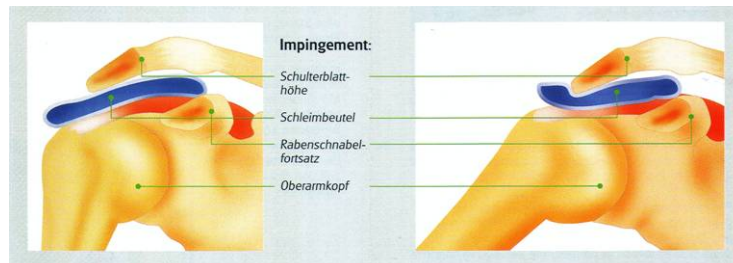 Impingement:
Schulterblatt-
höhe
Schleimbeutel
Rabenschnabel-
fortsatz
Oberarmkopf